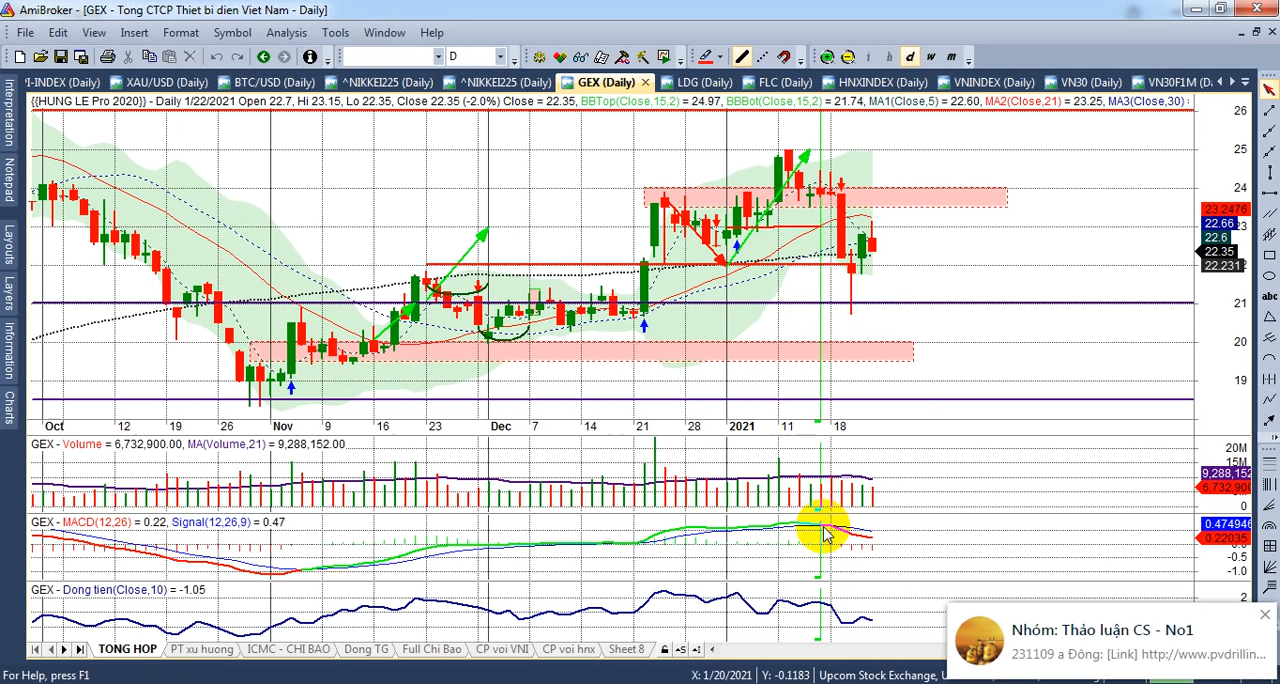 AmiBroker - [GEX - Tong CTCP Thiet bi dien Viet Nam - Daily]
File Edit View Insert Format Symbol Analysis Tools Window Help
D
i h d w m
'I-INDEX (Daily) XAU/USD (Daily) BTC/USD (Daily) ^NIKKEI225 (Daily) ^NIKKEI225 (Daily) GEX (Daily) LDG (Daily) FLC (Daily) HNXINDEX (Daily) VNINDEX (Daily) VN30 (Daily) VN30F1M (D
{{HUNG LE Pro 2020}} - Daily 1/22/2021 Open 22.7, Hi 23.15, Lo 22.35, Close 22.35 (-2.0%) Close = 22.35, BBTop(Close,15,2) = 24.97, BBBot(Close,15,2) = 21.74, MA1(Close,5) = 22.60, MA2(Close,21) = 23.25, MA3(Close,30) =
Interpretation
Notepad
Layouts
Layers
Information
Charts
abc
26
25
24
23.2476
23
22.66
22.6
22.35
22.231
22
21
20
19
Oct 12 19 26 Nov 9 16 23 Dec 7 14 21 28 2021 11 18
GEX - Volume = 6,732,900.00, MA(Volume,21) = 9,288,152.00
20M
15M
9,288,152
6,732,900
0
GEX - MACD(12,26) = 0.22, Signal(12,26,9) = 0.47
0.474946
0.22035
-0.5
-1.0
GEX - Dong tien(Close,10) = -1.05
2
TONG HOP PT xu huong ICMC - CHI BAO Dong TG Full Chi Bao CP voi VNI CP voi hnx Sheet 8
Nhóm: Thảo luận CS - No1
231109 a Đông: [Link] http://www.pvdrillin...
For Help, press F1
X: 1/20/2021 Y: -0.1183 Upcom Stock Exchange, U